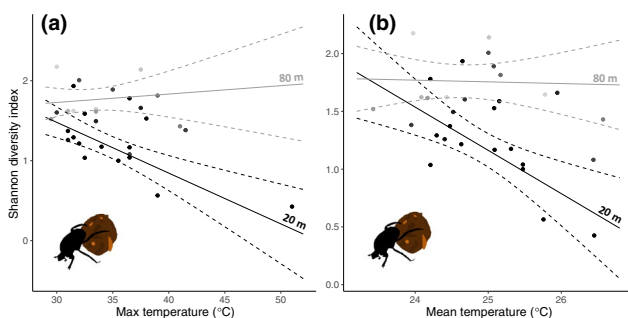 (a)
(b)
Shannon diversity index
2
1
0
80 m
20 m
30
35
40
45
50
Max temperature (°C)
2.0
1.5
1.0
0.5
0.0
80 m
20 m
24
25
26
Mean temperature (°C)